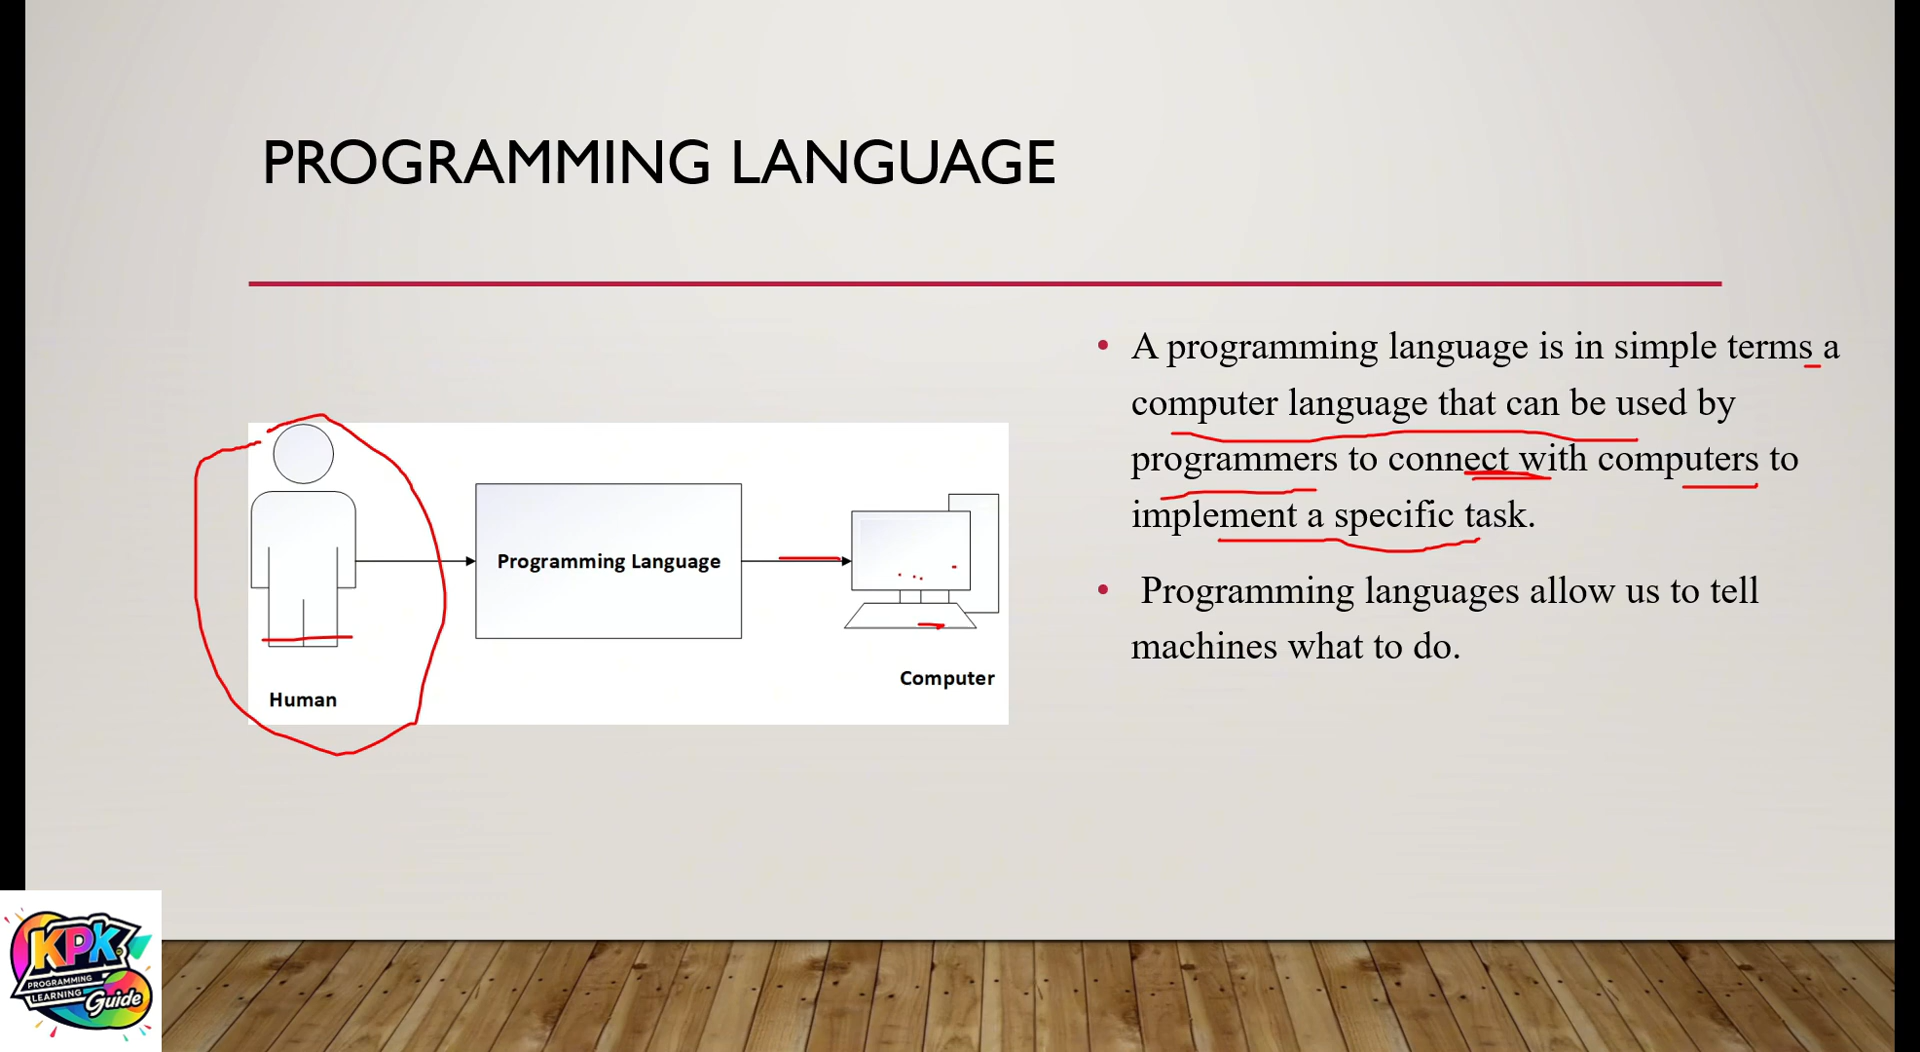 PROGRAMMING LANGUAGE
Programming Language
Human
Computer
• A programming language is in simple terms a
computer language that can be used by
programmers to connect with computers to
implement a specific task.
• Programming languages allow us to tell
machines what to do.
KPK
PROGRAMMING
LEARNING
Guide